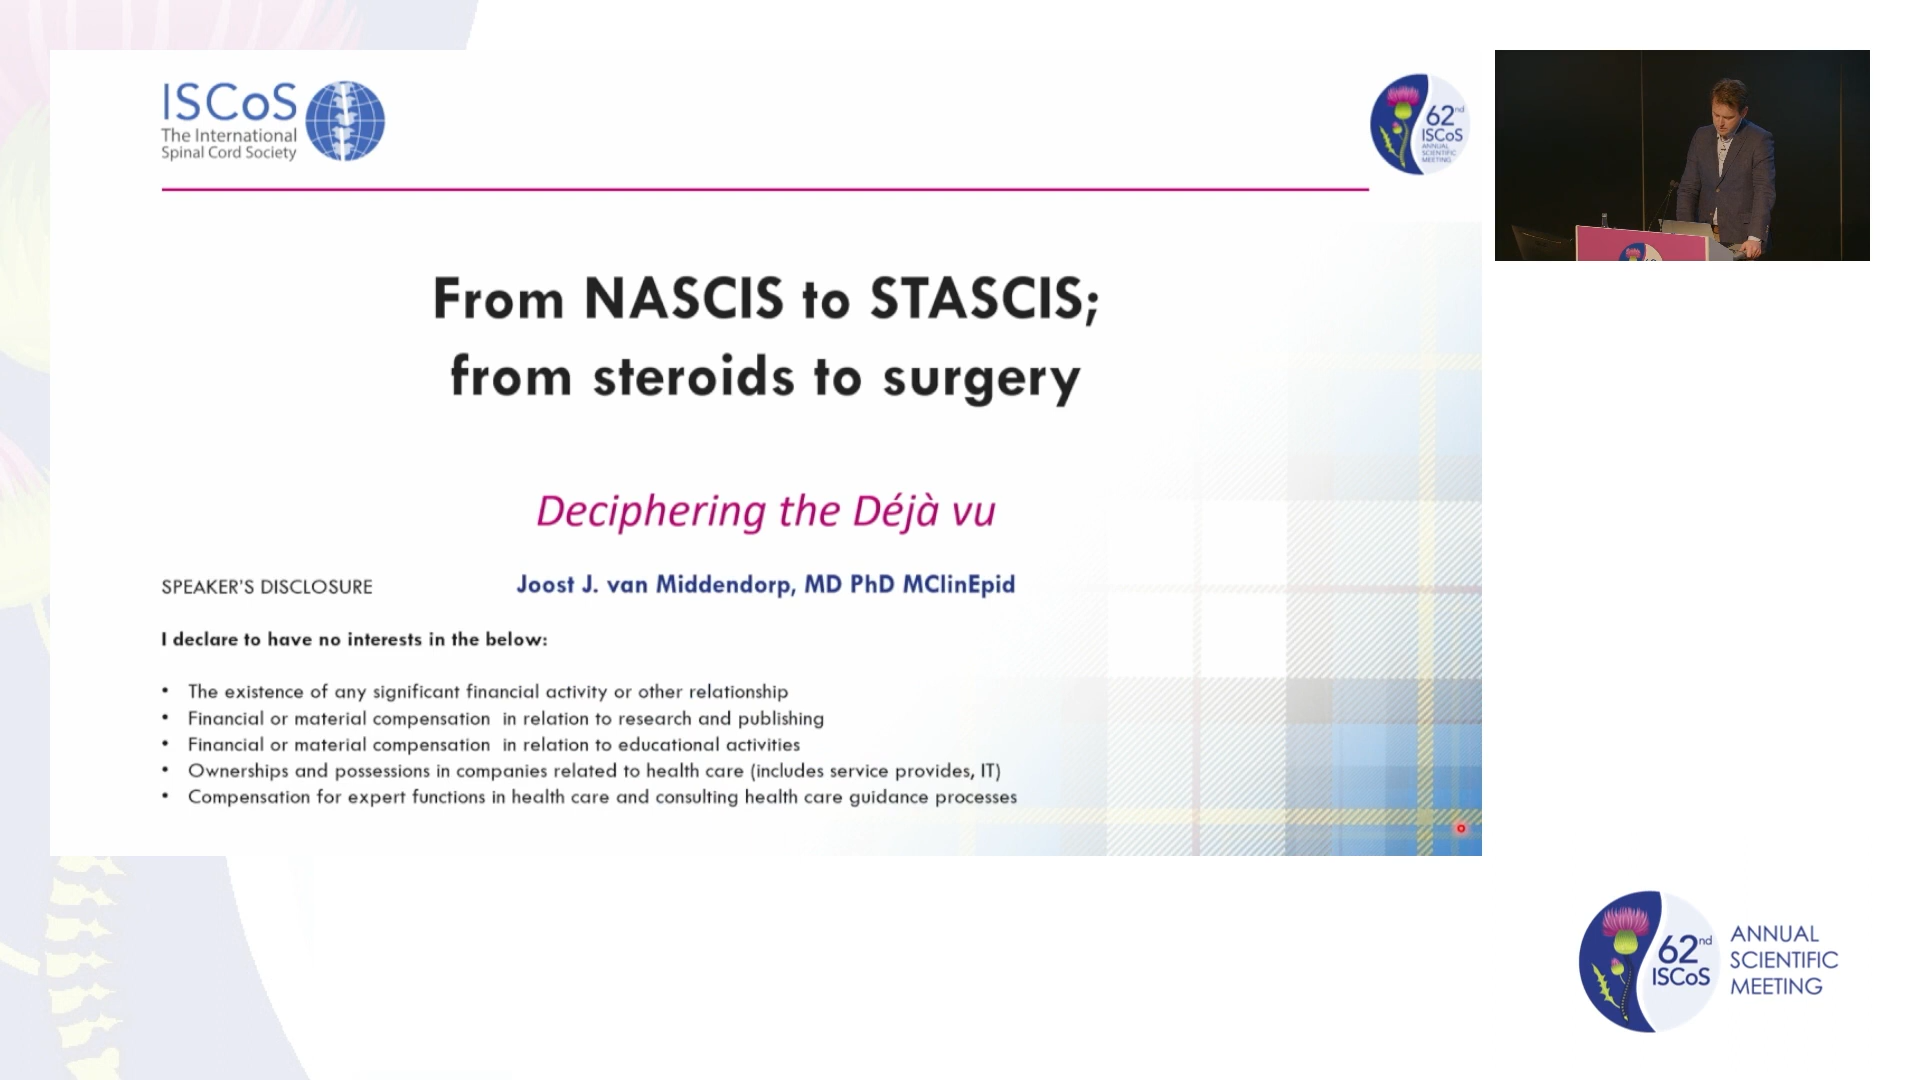 ISCoS
The International
Spinal Cord Society
62nd
ISCoS
ANNUAL
SCIENTIFIC
MEETING
From NASCIS to STASCIS;
from steroids to surgery
Deciphering the Déjà vu
SPEAKER'S DISCLOSURE
Joost J. van Middendorp, MD PhD MClinEpid
I declare to have no interests in the below:
• The existence of any significant financial activity or other relationship
• Financial or material compensation in relation to research and publishing
• Financial or material compensation in relation to educational activities
• Ownerships and possessions in companies related to health care (includes service provides, IT)
• Compensation for expert functions in health care and consulting health care guidance processes
62nd
ISCoS
ANNUAL
SCIENTIFIC
MEETING